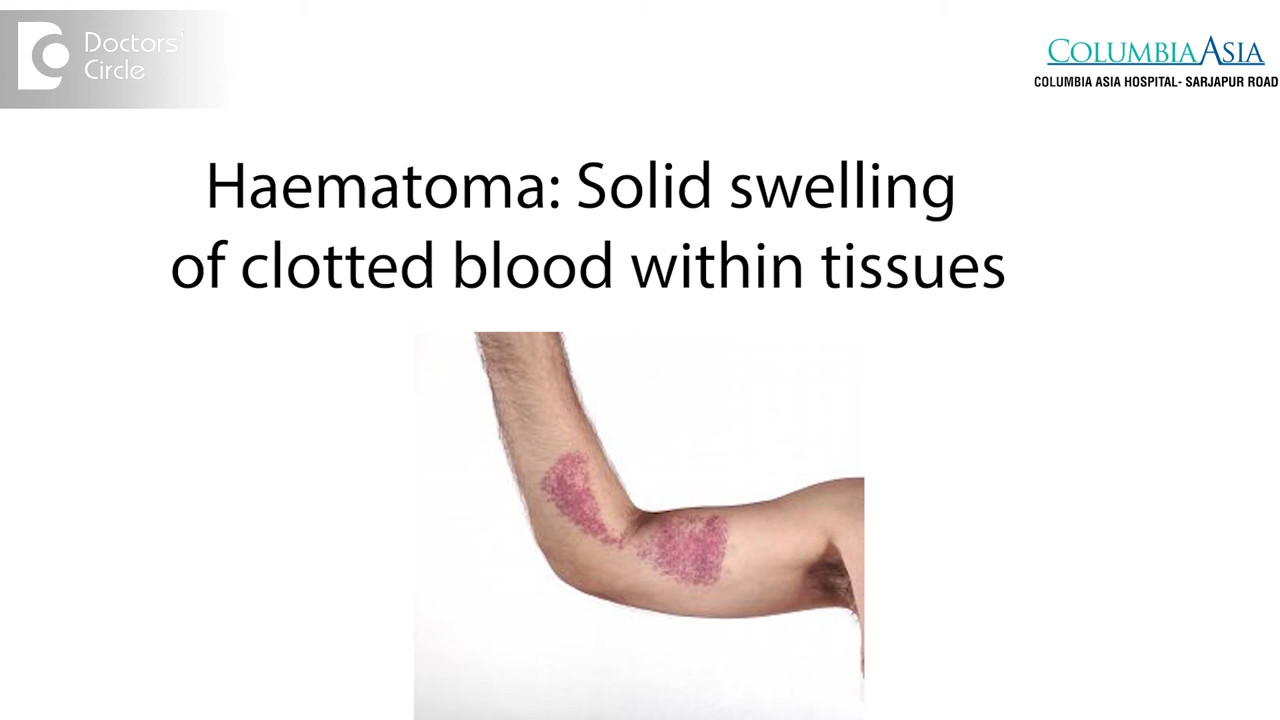 Doctors'
Circle
COLUMBIA ASIA
COLUMBIA ASIA HOSPITAL- SARJAPUR ROAD
Haematoma: Solid swelling
of clotted blood within tissues